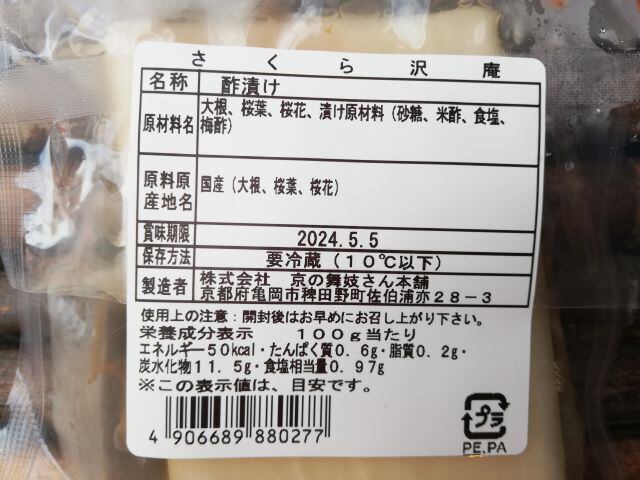 さくら沢庵
名称 酢漬け
原材料名 大根、桜葉、桜花、漬け原材料（砂糖、米酢、食塩、
梅酢）
原料原産地名 国産（大根、桜葉、桜花）
賞味期限 2024.5.5
保存方法 要冷蔵（10℃以下）
製造者 株式会社 京の舞妓さん本舗
京都府亀岡市稗田野町佐伯浦亦28-3
使用上の注意：開封後はお早めにお召し上がり下さい。
栄養成分表示 100g当たり
エネルギー50kcal・たんぱく質0.6g・脂質0.2g・
炭水化物11.5g・食塩相当量0.97g
※この表示値は、目安です。
プラ
PE,PA
4 906689 880277